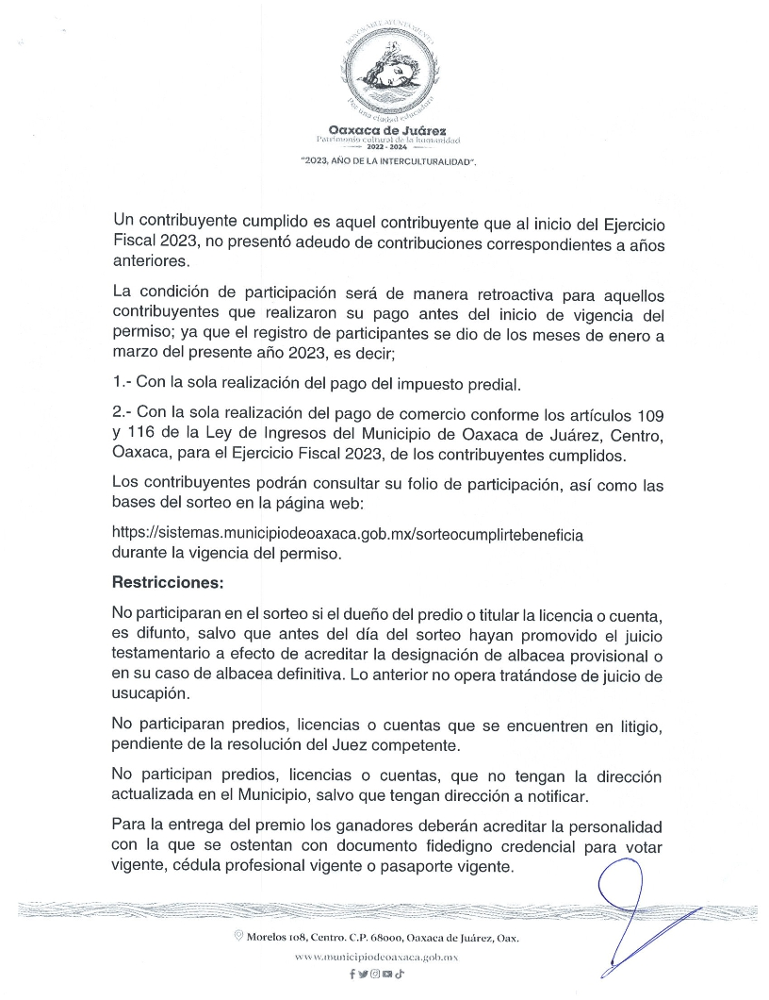 HONORABLE AYUNTAMIENTO
Por una ciudad educadora
Oaxaca de Juárez
Patrimonio cultural de la humanidad
2022 - 2024
"2023, AÑO DE LA INTERCULTURALIDAD".
Un contribuyente cumplido es aquel contribuyente que al inicio del Ejercicio
Fiscal 2023, no presentó adeudo de contribuciones correspondientes a años
anteriores.
La condición de participación será de manera retroactiva para aquellos
contribuyentes que realizaron su pago antes del inicio de vigencia del
permiso; ya que el registro de participantes se dio de los meses de enero a
marzo del presente año 2023, es decir;
1.- Con la sola realización del pago del impuesto predial.
2.- Con la sola realización del pago de comercio conforme los artículos 109
y 116 de la Ley de Ingresos del Municipio de Oaxaca de Juárez, Centro,
Oaxaca, para el Ejercicio Fiscal 2023, de los contribuyentes cumplidos.
Los contribuyentes podrán consultar su folio de participación, así como las
bases del sorteo en la página web:
https://sistemas.municipiodeoaxaca.gob.mx/sorteocumplirtebeneficia
durante la vigencia del permiso.
Restricciones:
No participaran en el sorteo si el dueño del predio o titular la licencia o cuenta,
es difunto, salvo que antes del día del sorteo hayan promovido el juicio
testamentario a efecto de acreditar la designación de albacea provisional o
en su caso de albacea definitiva. Lo anterior no opera tratándose de juicio de
usucapión.
No participaran predios, licencias o cuentas que se encuentren en litigio,
pendiente de la resolución del Juez competente.
No participan predios, licencias o cuentas, que no tengan la dirección
actualizada en el Municipio, salvo que tengan dirección a notificar.
Para la entrega del premio los ganadores deberán acreditar la personalidad
con la que se ostentan con documento fidedigno credencial para votar
vigente, cédula profesional vigente o pasaporte vigente.
Morelos 108, Centro. C.P. 68000, Oaxaca de Juárez, Oax.
www.municipiodeoaxaca.gob.mx